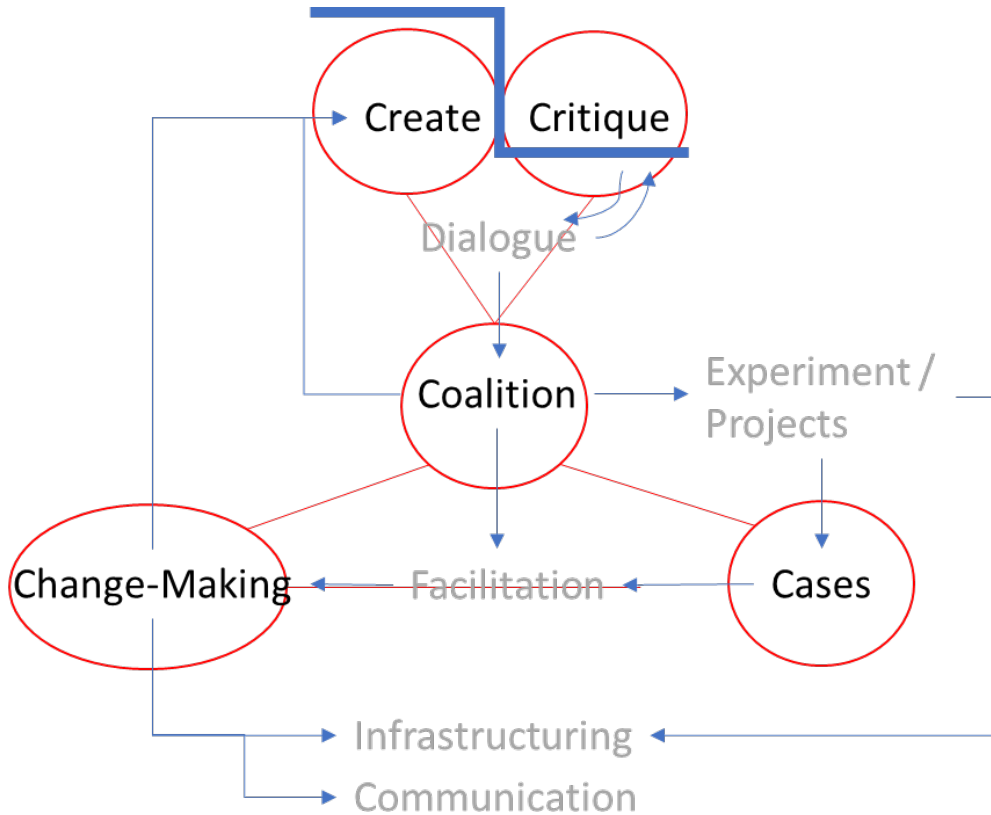 Create
Critique
Dialogue
Coalition
Experiment /
Projects
Change-Making
Facilitation
Cases
Infrastructuring
Communication